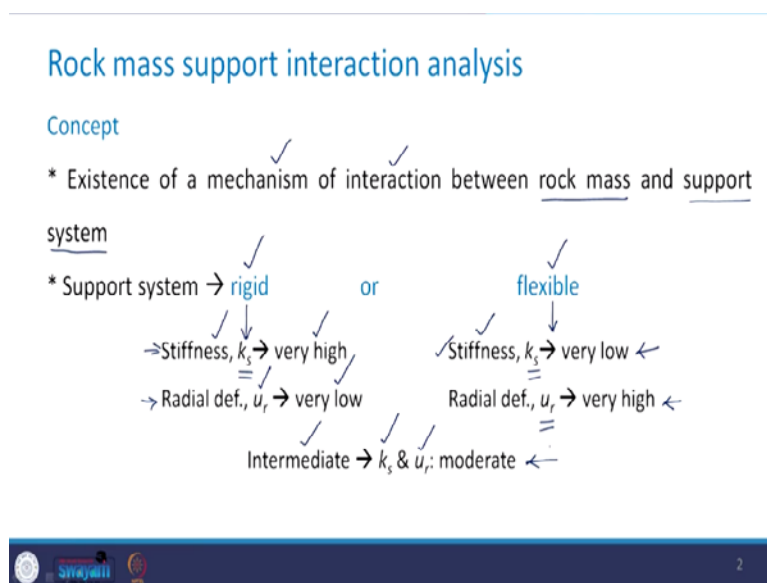 Rock mass support interaction analysis
Concept
* Existence of a mechanism of interaction between rock mass and support
system
* Support system → rigid or flexible
→Stiffness, kₛ→ very high Stiffness, kₛ→ very low ←
→ Radial def., uᵣ → very low Radial def., uᵣ → very high ←
Intermediate → kₛ & uᵣ: moderate ←
swayam 2